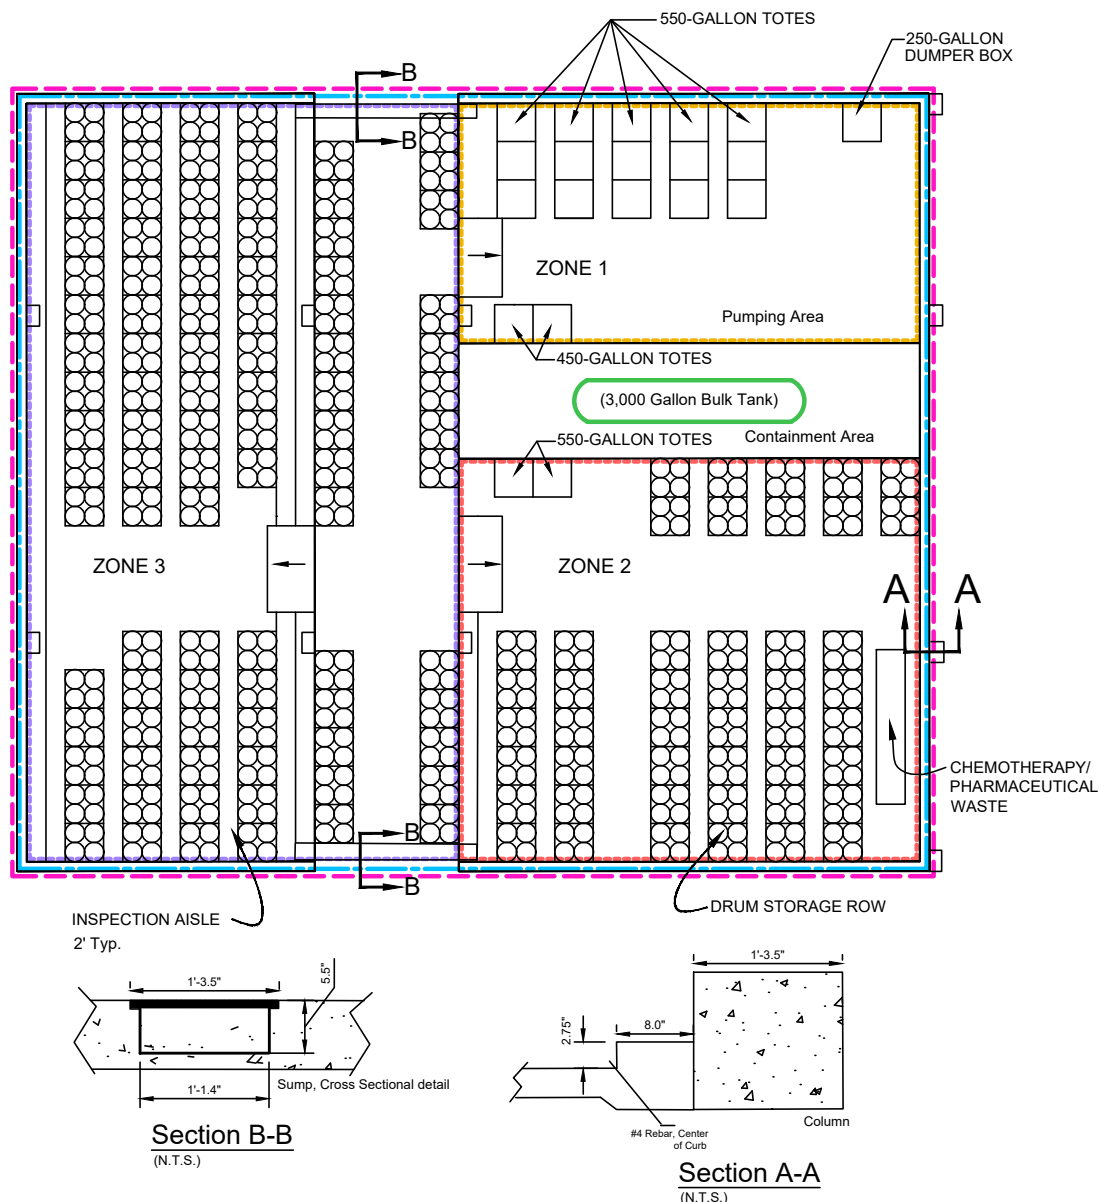 550-GALLON TOTES
250-GALLON
DUMPER BOX
B
B
ZONE 1
Pumping Area
450-GALLON TOTES
(3,000 Gallon Bulk Tank)
550-GALLON TOTES
Containment Area
ZONE 3
ZONE 2
A
A
CHEMOTHERAPY/
PHARMACEUTICAL
WASTE
B
B
INSPECTION AISLE
2' Typ.
DRUM STORAGE ROW
1'-3.5"
5.5"
1'-1.4"
Sump, Cross Sectional detail
Section B-B
(N.T.S.)
1'-3.5"
2.75"
8.0"
#4 Rebar, Center
of Curb
Column
Section A-A
(N.T.S.)